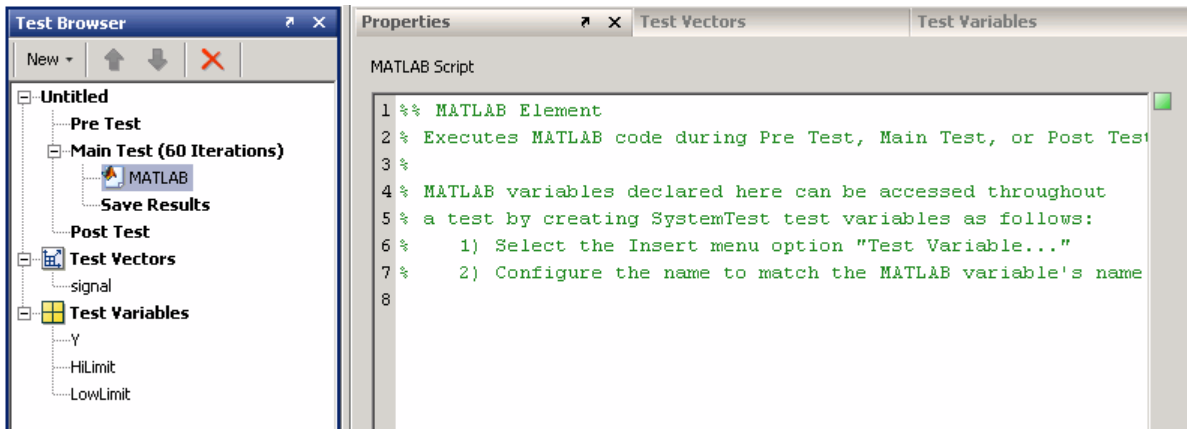 Test Browser
New
Untitled
Pre Test
Main Test (60 Iterations)
MATLAB
Save Results
Post Test
Test Vectors
signal
Test Variables
Y
HiLimit
LowLimit
Properties
Test Vectors
Test Variables
MATLAB Script
1 %% MATLAB Element
2 % Executes MATLAB code during Pre Test, Main Test, or Post Test
3 %
4 % MATLAB variables declared here can be accessed throughout
5 % a test by creating SystemTest test variables as follows:
6 % 1) Select the Insert menu option "Test Variable..."
7 % 2) Configure the name to match the MATLAB variable's name
8